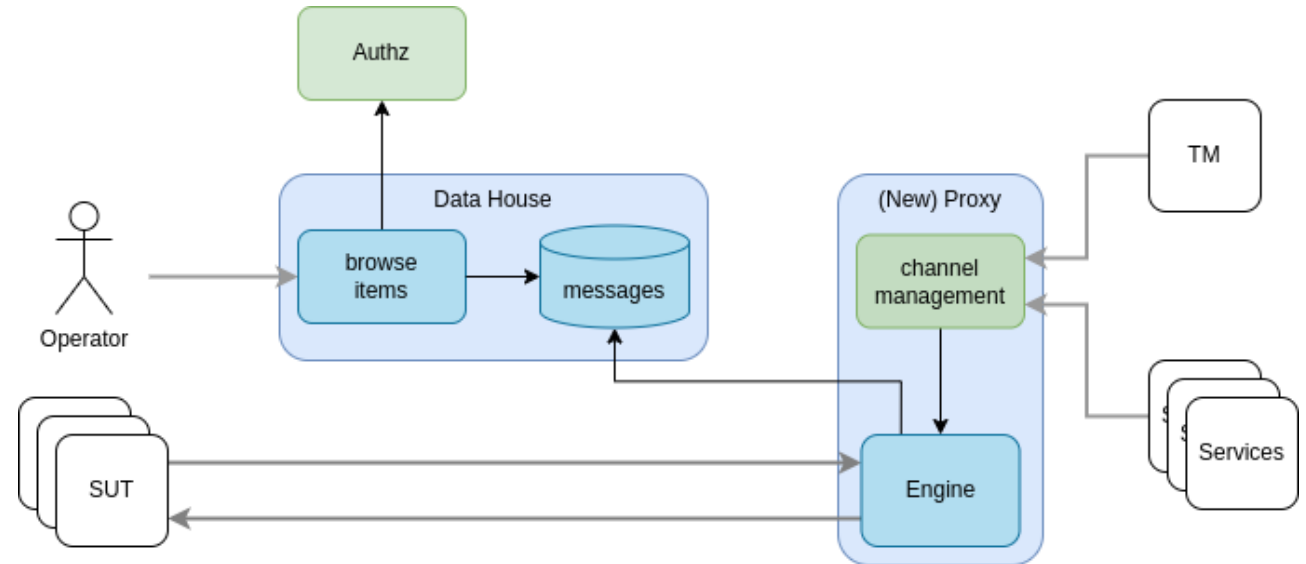 Authz
TM
Data House
(New) Proxy
browse
items
messages
channel
management
Operator
SUT
Engine
S
S
Services